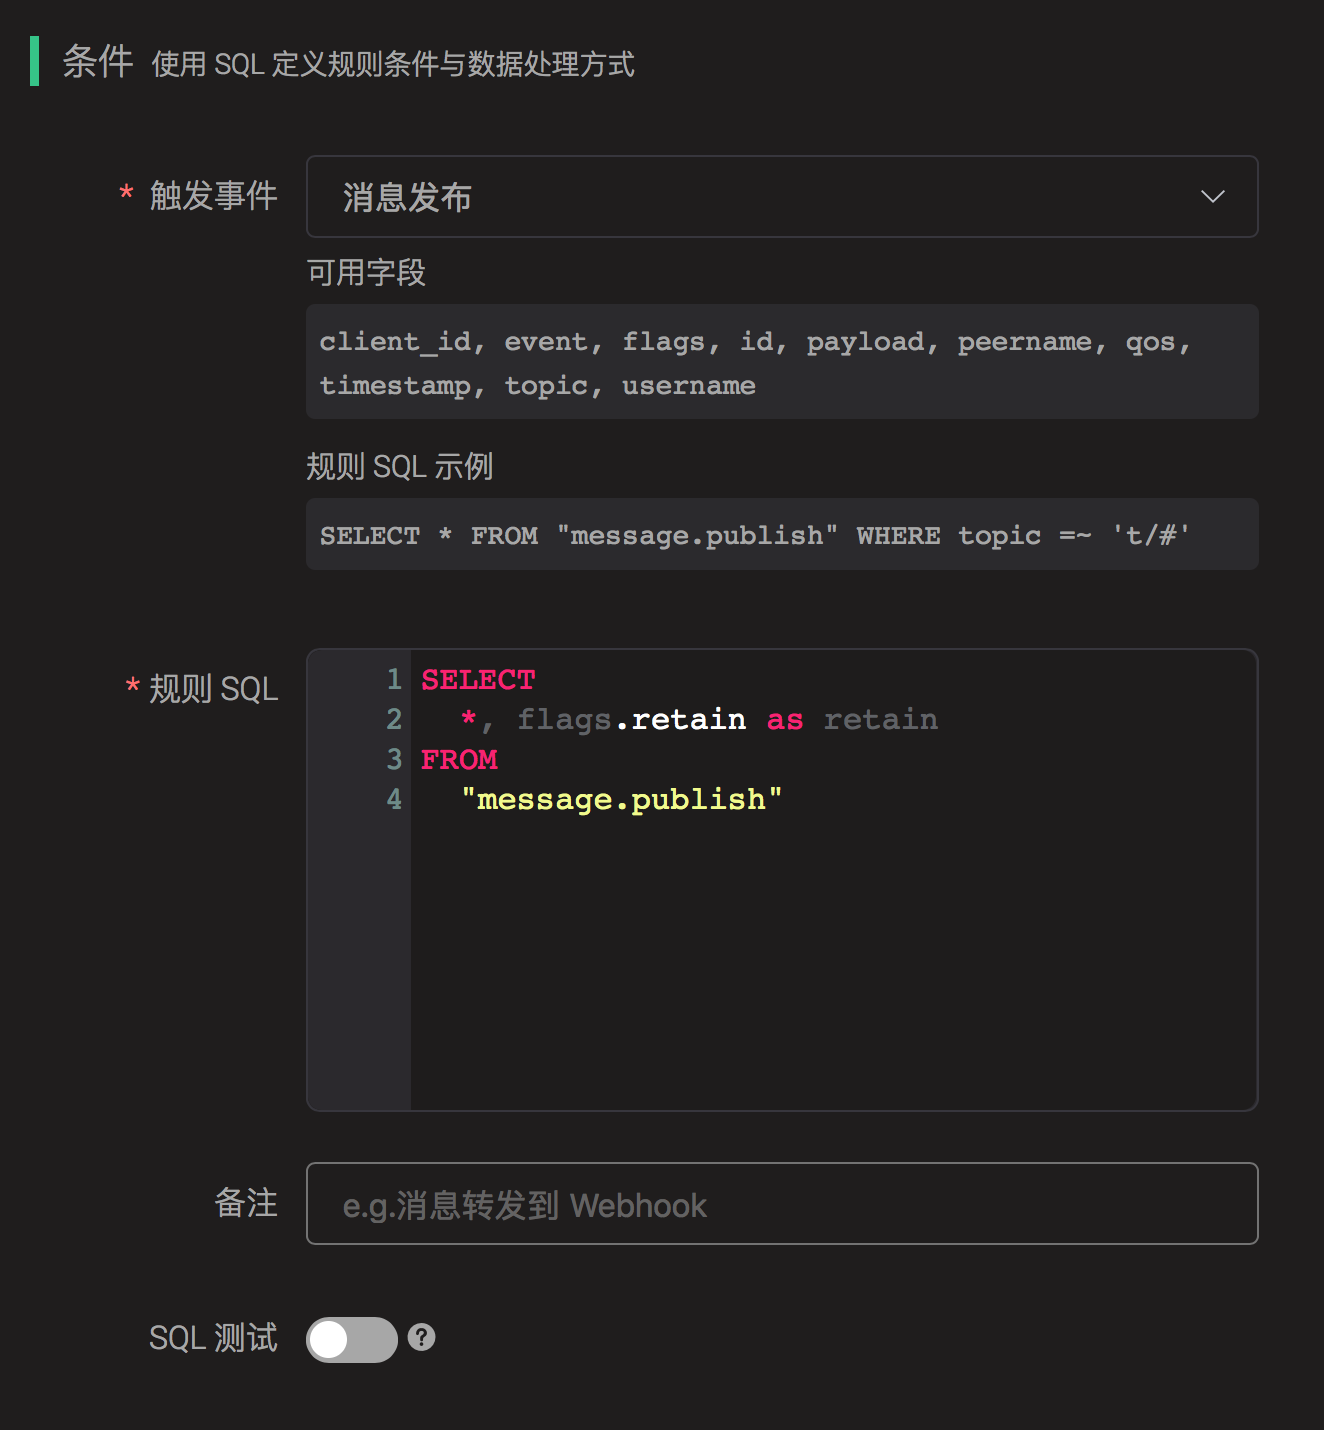 条件 使用 SQL 定义规则条件与数据处理方式
* 触发事件 消息发布
可用字段
client_id, event, flags, id, payload, peername, qos,
timestamp, topic, username
规则 SQL 示例
SELECT * FROM "message.publish" WHERE topic =~ 't/#'
* 规则 SQL
1 SELECT
2 *, flags.retain as retain
3 FROM
4 "message.publish"
备注 e.g.消息转发到 Webhook
SQL 测试 ?